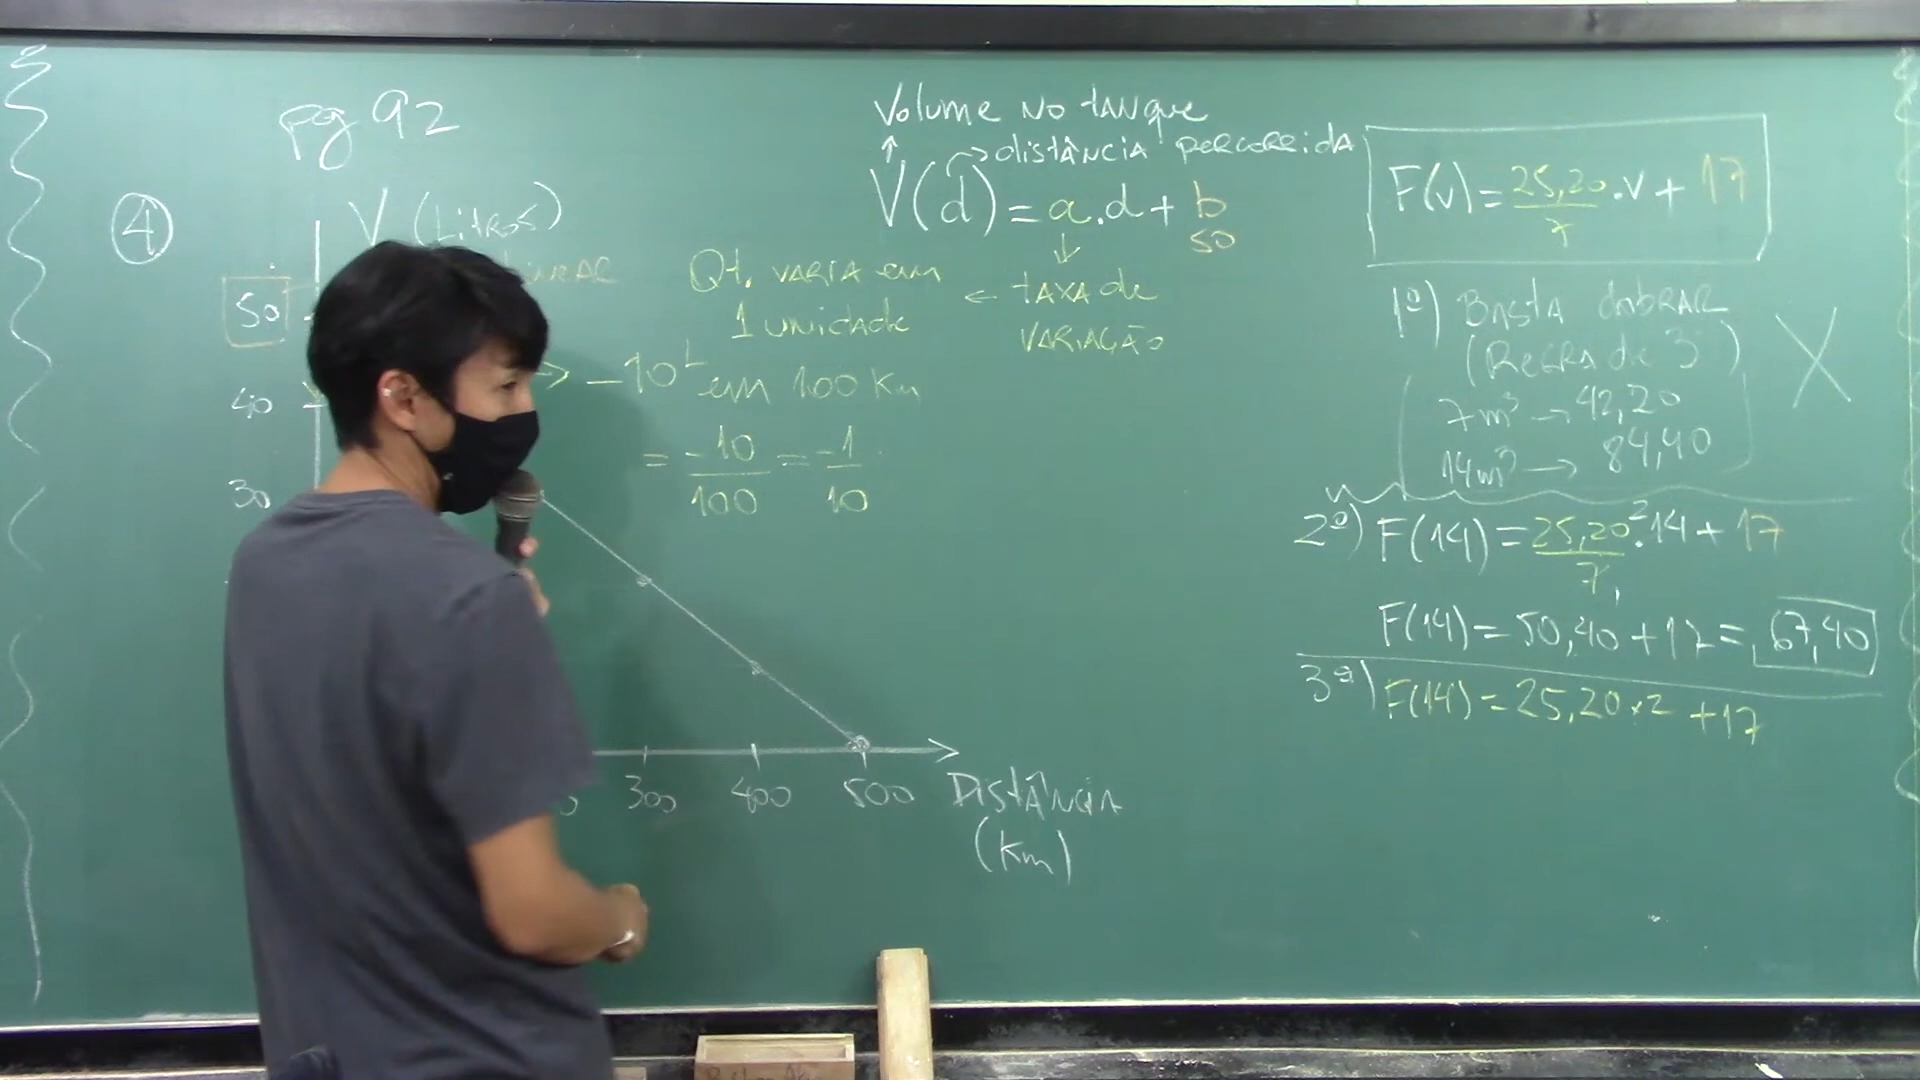 pg 92
4
V (Litros)
50
40
30
300 400 500 Distância
(Km)
Volume no tanque
↑ → distância percorrida
V(d) = a.d + b
50
↓
Qt. varia em ← taxa de
1 unidade variação
→ -10L em 100 Km
= -10/100 = -1/10
F(v) = 25,20/7 . v + 17
1º) Basta dobrar X
(Regra de 3)
7m³ → 42,20
14m³ → 84,40
2º) F(14) = 25,20/7 . 14² + 17
F(14) = 50,40 + 17 = 67,40
3º) F(14) = 25,20 x 2 + 17